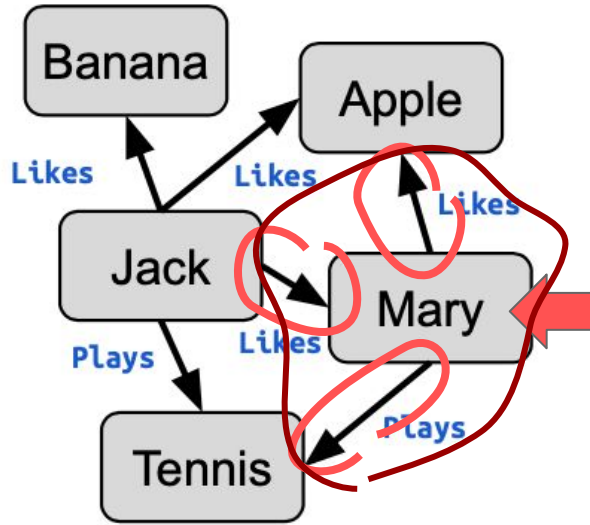 Banana
Apple
Likes
Likes
Likes
Jack
Mary
Likes
Plays
Plays
Tennis